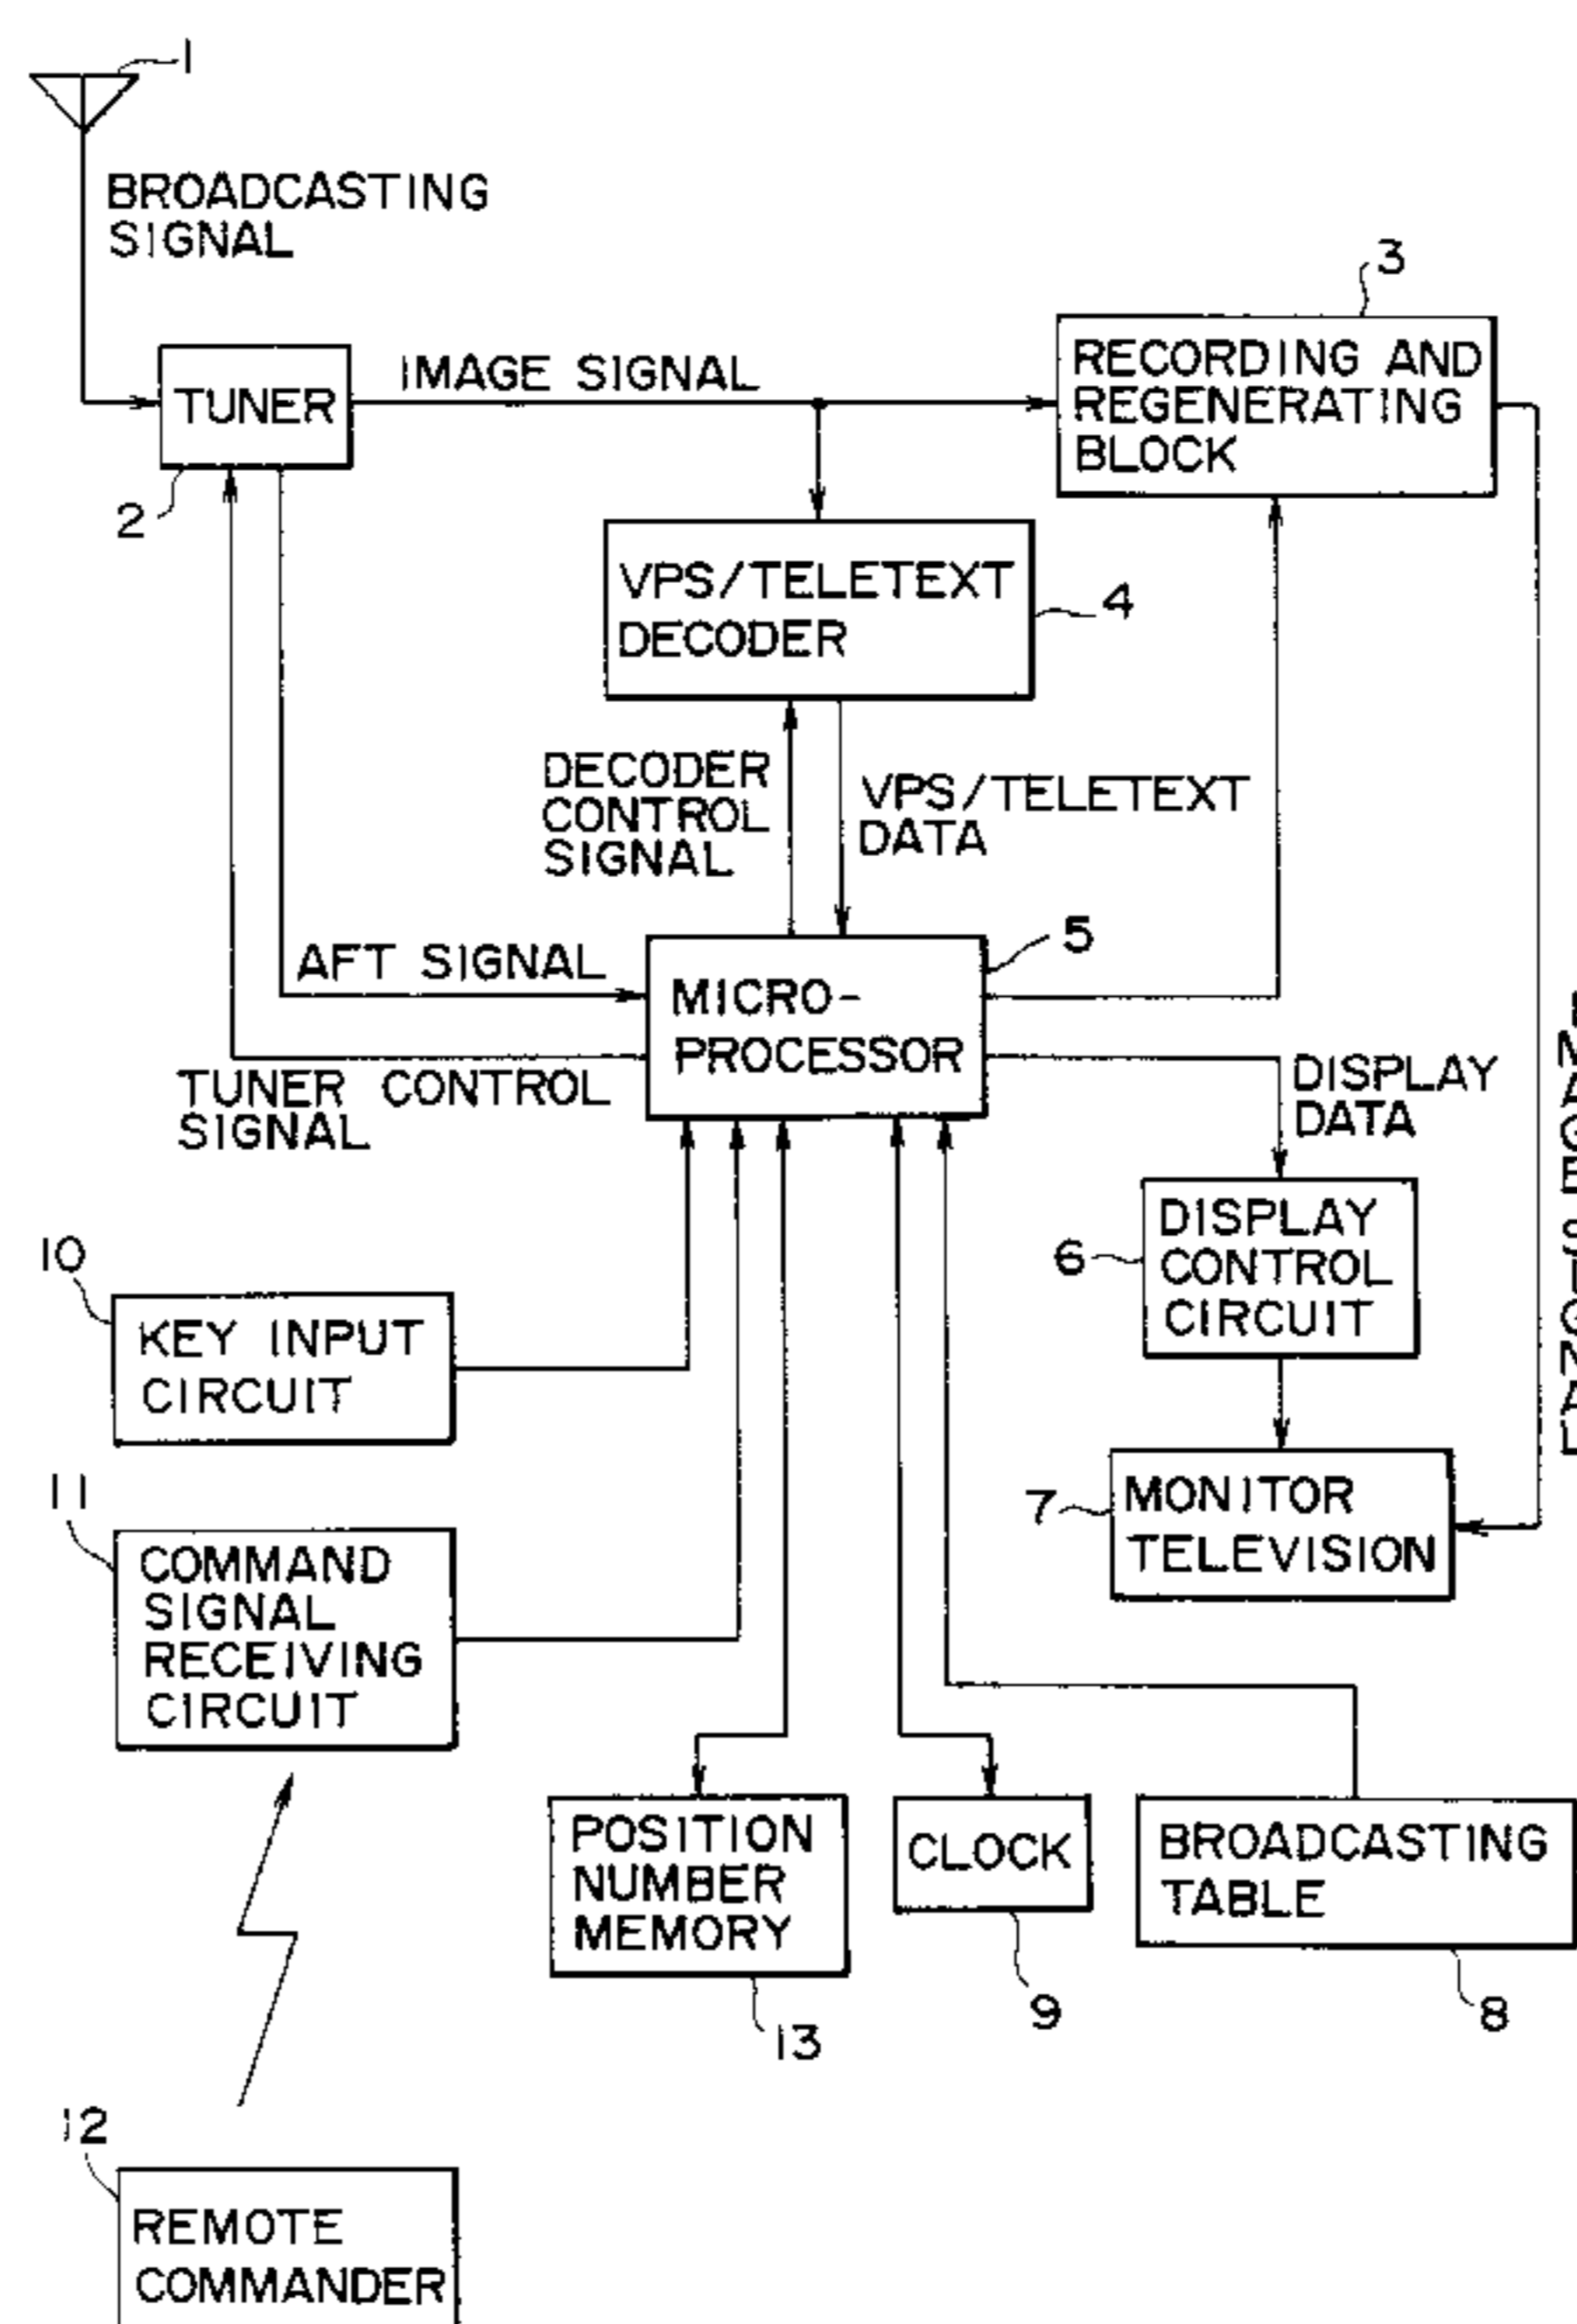 1
BROADCASTING
SIGNAL
TUNER
2
IMAGE SIGNAL
3
RECORDING AND
REGENERATING
BLOCK
VPS/TELETEXT
DECODER
4
DECODER
CONTROL
SIGNAL
VPS/TELETEXT
DATA
AFT SIGNAL
5
MICRO-
PROCESSOR
TUNER CONTROL
SIGNAL
DISPLAY
DATA
IMAGE SIGNAL
6
DISPLAY
CONTROL
CIRCUIT
10
KEY INPUT
CIRCUIT
7
MONITOR
TELEVISION
11
COMMAND
SIGNAL
RECEIVING
CIRCUIT
POSITION
NUMBER
MEMORY
13
CLOCK
9
BROADCASTING
TABLE
8
12
REMOTE
COMMANDER